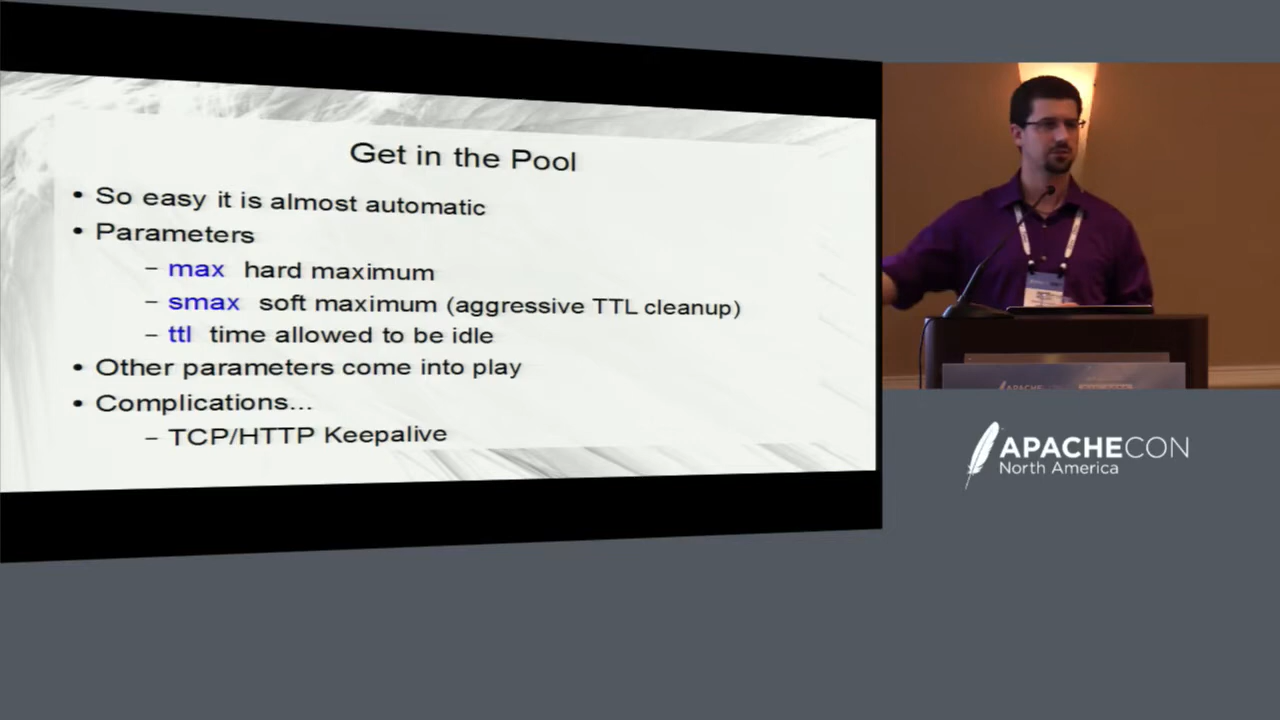 Get in the Pool
• So easy it is almost automatic
• Parameters
– max hard maximum
– smax soft maximum (aggressive TTL cleanup)
– ttl time allowed to be idle
• Other parameters come into play
• Complications...
– TCP/HTTP Keepalive
APACHECON
North America